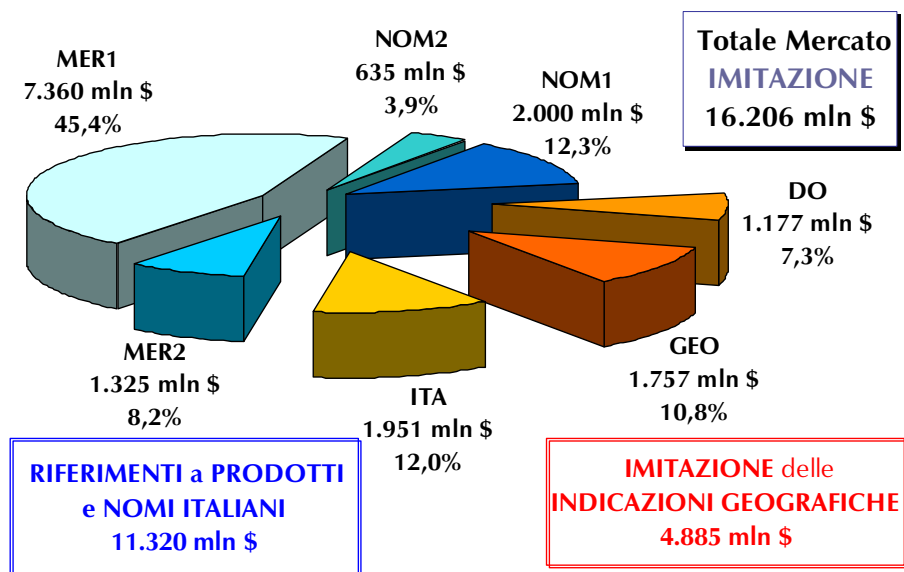 MER1
7.360 mln $
45,4%
NOM2
635 mln $
3,9%
NOM1
2.000 mln $
12,3%
Totale Mercato
IMITAZIONE
16.206 mln $
DO
1.177 mln $
7,3%
GEO
1.757 mln $
10,8%
ITA
1.951 mln $
12,0%
MER2
1.325 mln $
8,2%
RIFERIMENTI a PRODOTTI
e NOMI ITALIANI
11.320 mln $
IMITAZIONE delle
INDICAZIONI GEOGRAFICHE
4.885 mln $